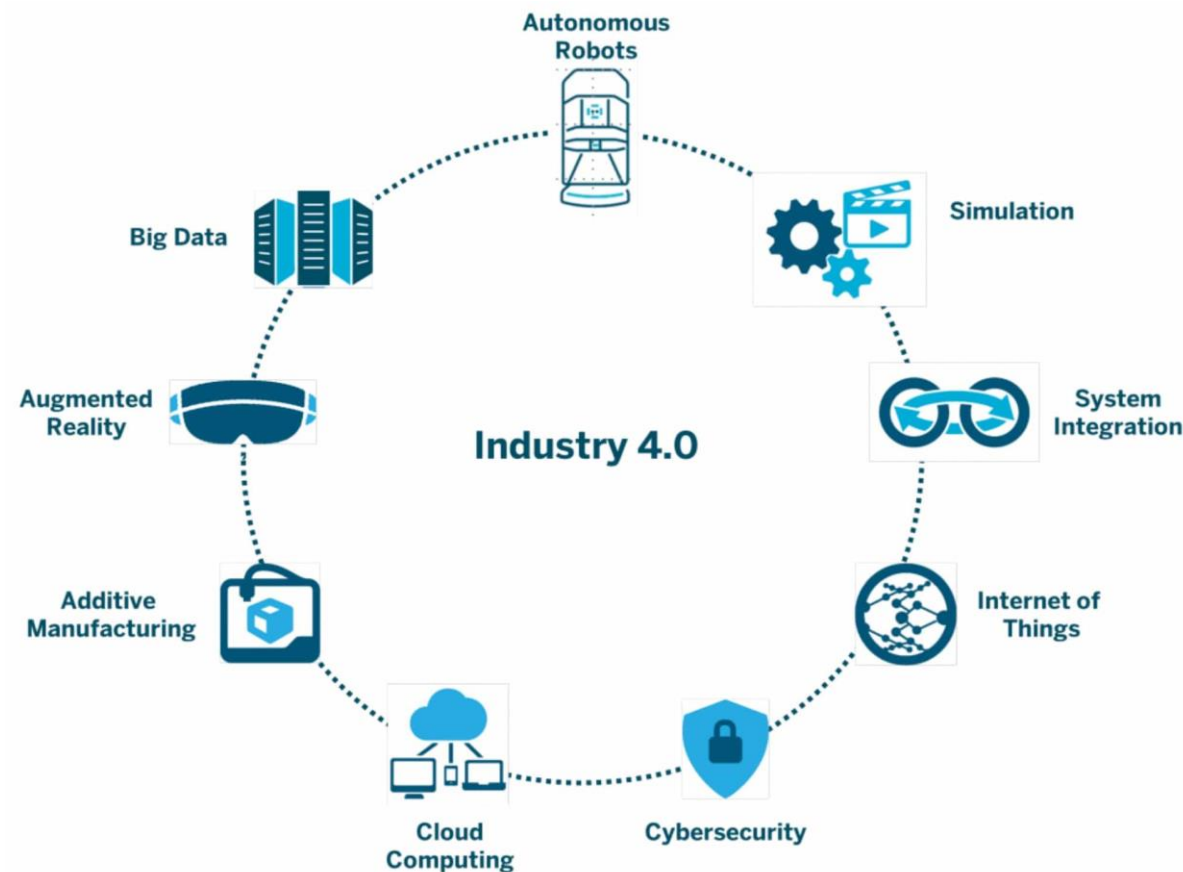 Autonomous
Robots
Simulation
System
Integration
Internet of
Things
Cybersecurity
Cloud
Computing
Additive
Manufacturing
Augmented
Reality
Big Data
Industry 4.0